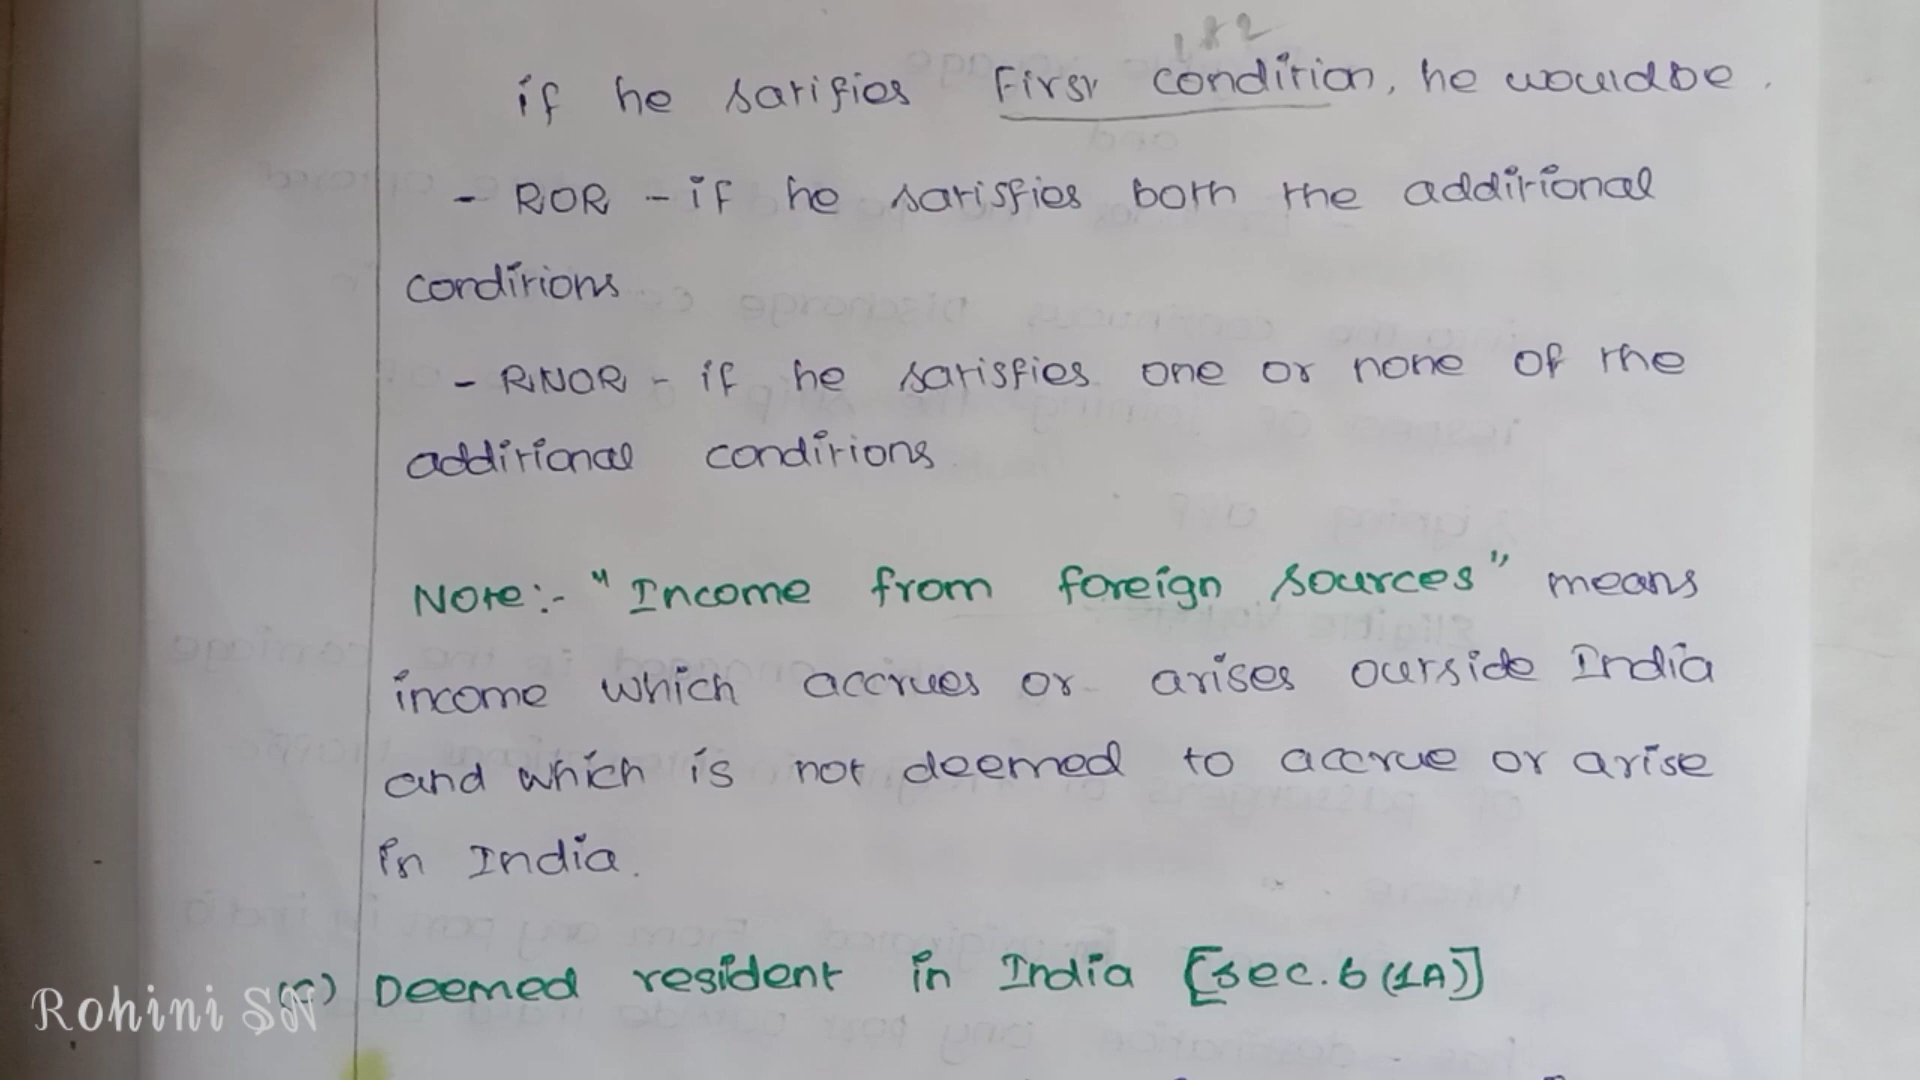 1 & 2
if he sarifies First condition, he would be.
- ROR - if he satisfies both the additional
conditions
- RNOR - if he satisfies one or none of the
additional conditions
Note:- "Income from foreign sources" means
income which accrues or arises outside India
and which is not deemed to accrue or arise
in India.
Deemed resident in India [Sec. 6 (1A)]
Rohini SN